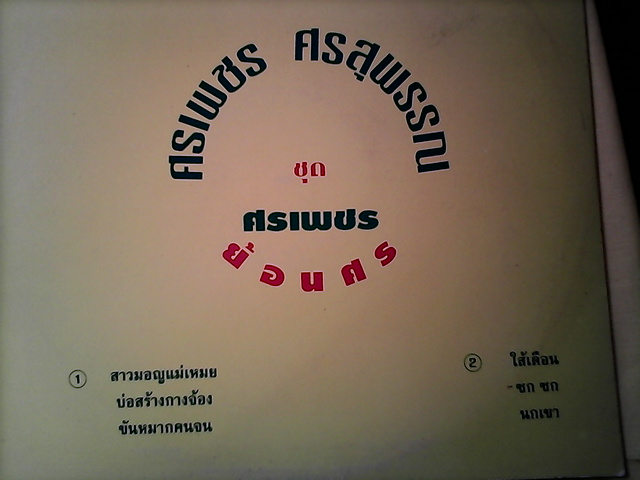 ศรเพชร ศรสุพรรณ
ชุด
ศรเพชร
ยุ่งนอศร
1 สาวมอญแม่เหมย
บ่อสร้างกางจ้อง
ขันหมากคนจน
2 ใส้เดือน
- ชก ชก
นกเขา